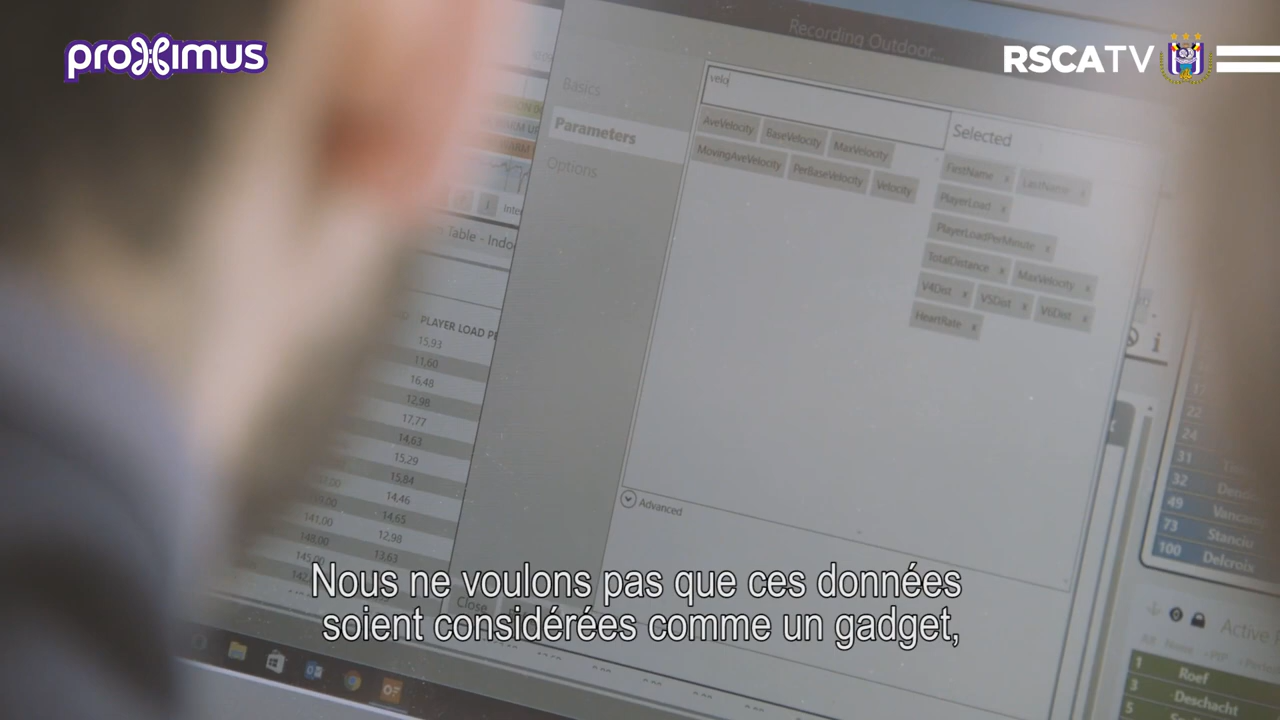 proximus
RSCATV
Recording Outdoor...
Basics
Parameters
Options
velo
AveVelocity BaseVelocity MaxVelocity
MovingAveVelocity PerBaseVelocity Velocity
Selected
FirstName x LastName x
PlayerLoad x
PlayerLoadPerMinute x
TotalDistance x MaxVelocity x
V4Dist x V5Dist x V6Dist x
HeartRate x
Advanced
Table - Indo
PLAYER LOAD PE
15,93
11,60
16,48
12,98
17,77
14,63
15,29
15,84
14,46
14,65
141,00 12,98
148,00 13,63
145,00
Close
22
24
31
32
49 Vancam
73 Stanciu
100 Delcroix
Active
1 Roef
3 Deschacht
5
Nous ne voulons pas que ces données
soient considérées comme un gadget,